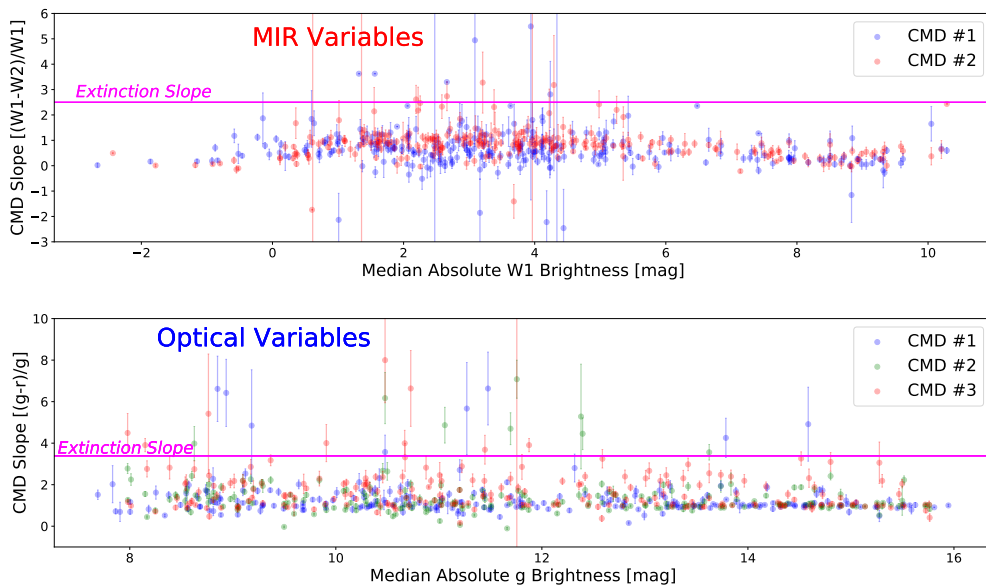 6
5
4
3
2
1
0
−1
−2
−3
CMD Slope [(W1-W2)/W1]
MIR Variables
Extinction Slope
CMD #1
CMD #2
−2
0
2
4
6
8
10
Median Absolute W1 Brightness [mag]
10
8
6
4
2
0
CMD Slope [(g-r)/g]
Optical Variables
Extinction Slope
CMD #1
CMD #2
CMD #3
8
10
12
14
16
Median Absolute g Brightness [mag]